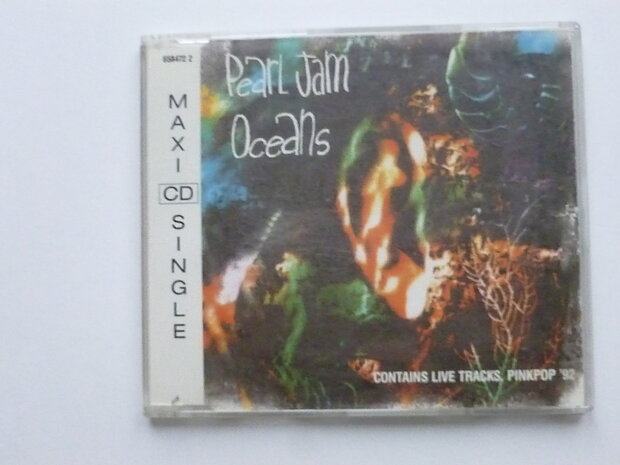 658472 2
MAXI CD SINGLE
Pearl Jam
Oceans
CONTAINS LIVE TRACKS, PINKPOP '92